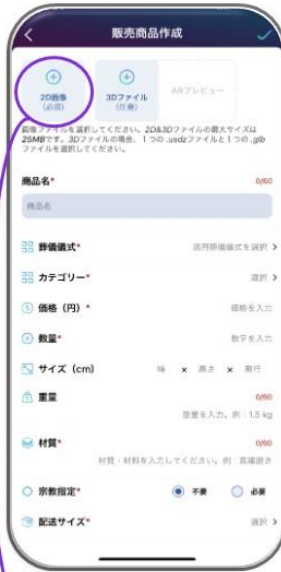 販売商品作成
2D画像
(必須)
3Dファイル
(任意)
ARプレビュー
画像ファイルを選択してください。2D&3Dファイルの最大サイズは
25MBです。3Dファイルの場合、1つの.usdzファイルと1つの.glb
ファイルを選択してください。
商品名* 0/60
商品名
葬儀儀式* 適用葬儀儀式を選択 >
カテゴリー* 選択 >
価格（円）* 価格を入力
数量* 数字を入力
サイズ（cm） 幅 × 高さ × 奥行
重量 0/60
重量を入力。例：1.5 kg
材質* 0/60
材質・材料を入力してください。例：真鍮磨き
宗教指定* 不要 必要
配送サイズ* 選択 >